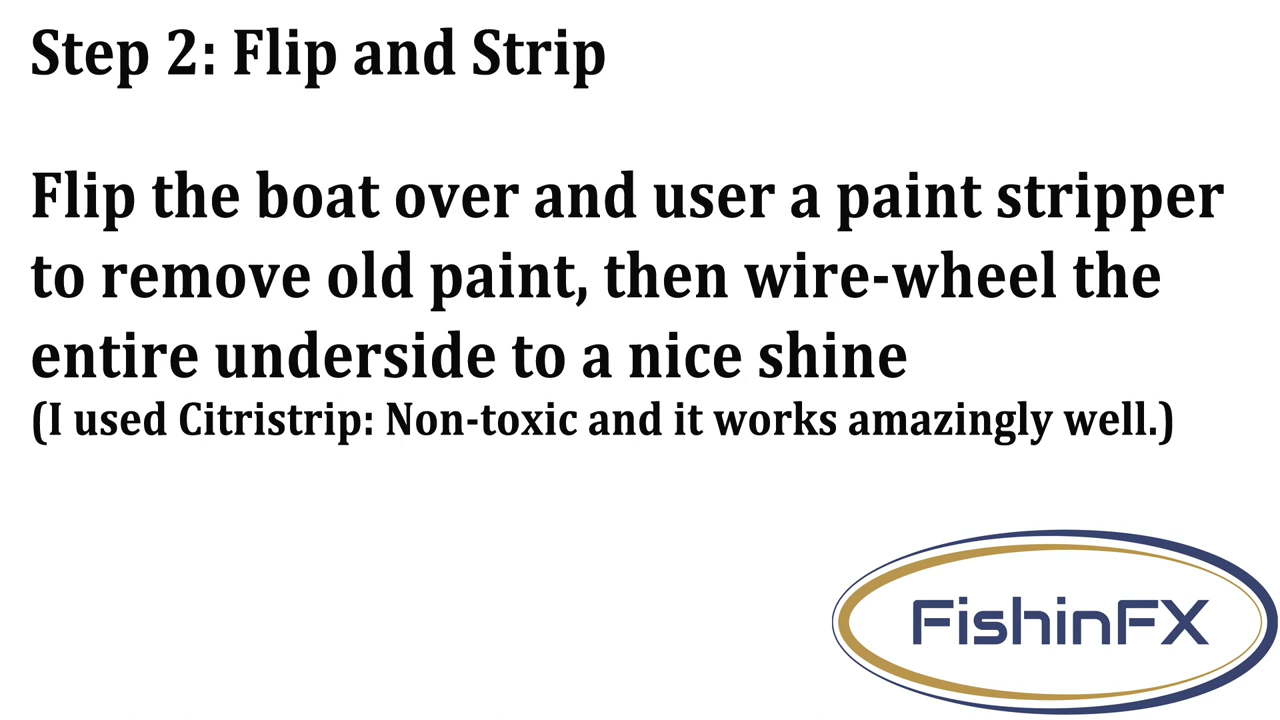 Step 2: Flip and Strip
Flip the boat over and user a paint stripper
to remove old paint, then wire-wheel the
entire underside to a nice shine
(I used Citristrip: Non-toxic and it works amazingly well.)
FishinFX